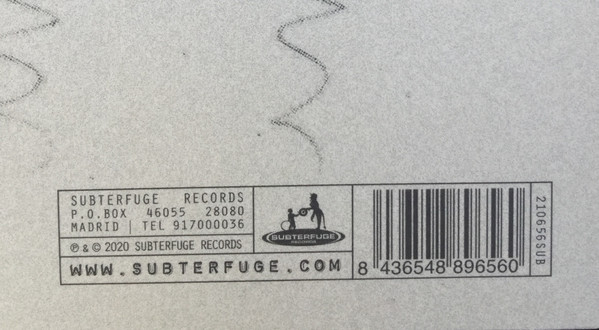 SUBTERFUGE RECORDS
P.O.BOX 46055 28080
MADRID | TEL 917000036
℗ & © 2020 SUBTERFUGE RECORDS
WWW.SUBTERFUGE.COM
SUBTERFUGE
RECORDS
8 436548 896560
210656SUB